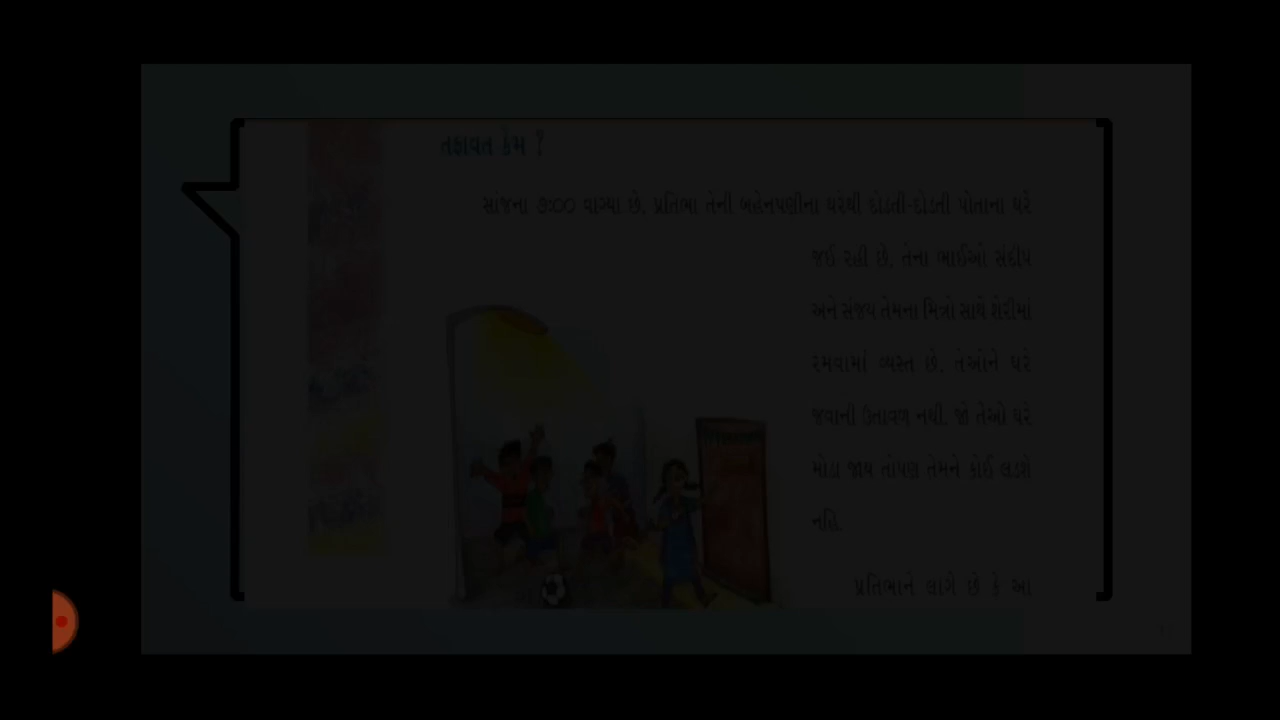 તફાવત કેમ ?
સાંજના ૭:૦૦ વાગ્યા છે. પ્રતિભા તેની બહેનપણીના ઘરેથી દોડતી-દોડતી પોતાના ઘરે
જઈ રહી છે. તેના ભાઈઓ સંદીપ
અને સંજય તેમના મિત્રો સાથે શેરીમાં
રમવામાં વ્યસ્ત છે. તેઓને ઘરે
જવાની ઉતાવળ નથી. જો તેઓ ઘરે
મોડા જાય તોપણ તેમને કોઈ લડશે
નહિ.
પ્રતિભાને લાગે છે કે આ